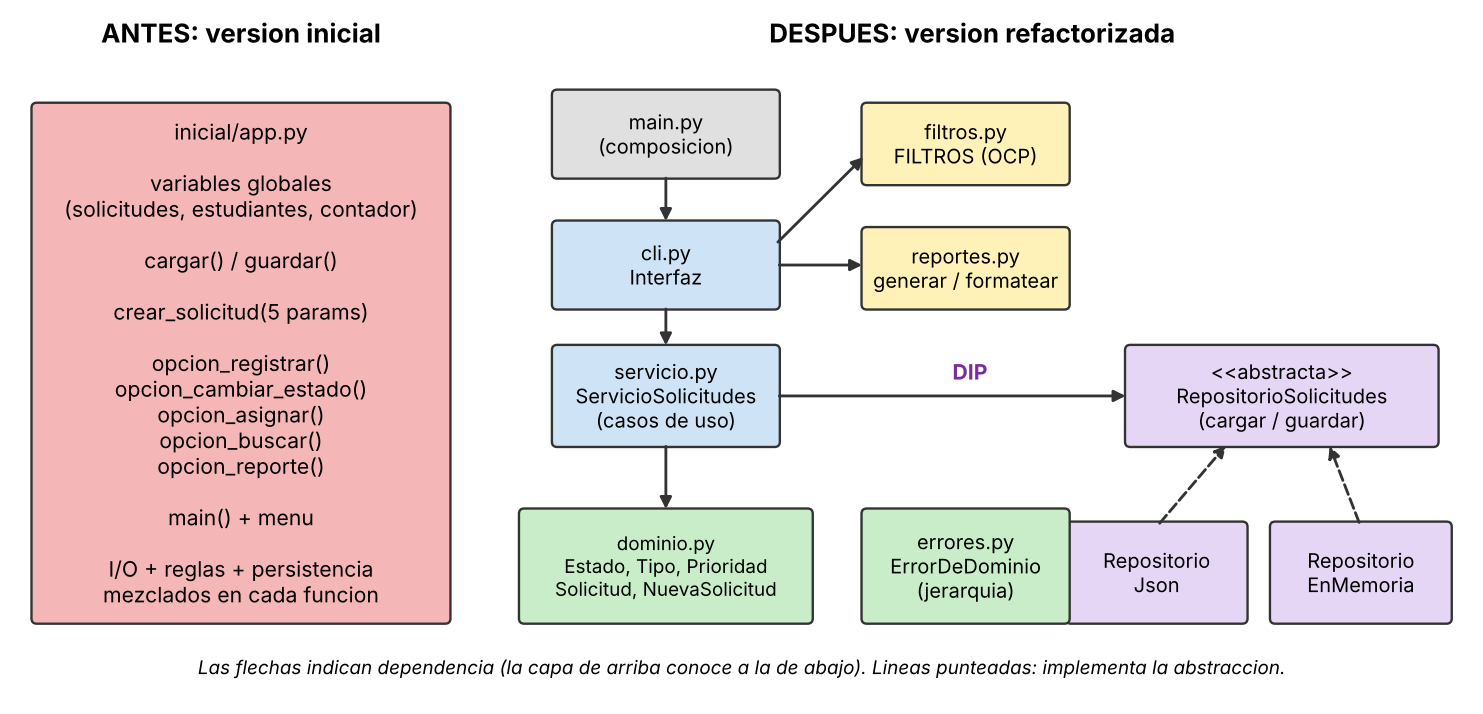 ANTES: version inicial
DESPUES: version refactorizada
inicial/app.py
variables globales
(solicitudes, estudiantes, contador)
cargar() / guardar()
crear_solicitud(5 params)
opcion_registrar()
opcion_cambiar_estado()
opcion_asignar()
opcion_buscar()
opcion_reporte()
main() + menu
I/O + reglas + persistencia
mezclados en cada funcion
main.py
(composicion)
filtros.py
FILTROS (OCP)
cli.py
Interfaz
reportes.py
generar / formatear
servicio.py
ServicioSolicitudes
(casos de uso)
DIP
<<abstracta>>
RepositorioSolicitudes
(cargar / guardar)
dominio.py
Estado, Tipo, Prioridad
Solicitud, NuevaSolicitud
errores.py
ErrorDeDominio
(jerarquia)
Repositorio
Json
Repositorio
EnMemoria
Las flechas indican dependencia (la capa de arriba conoce a la de abajo). Lineas punteadas: implementa la abstraccion.